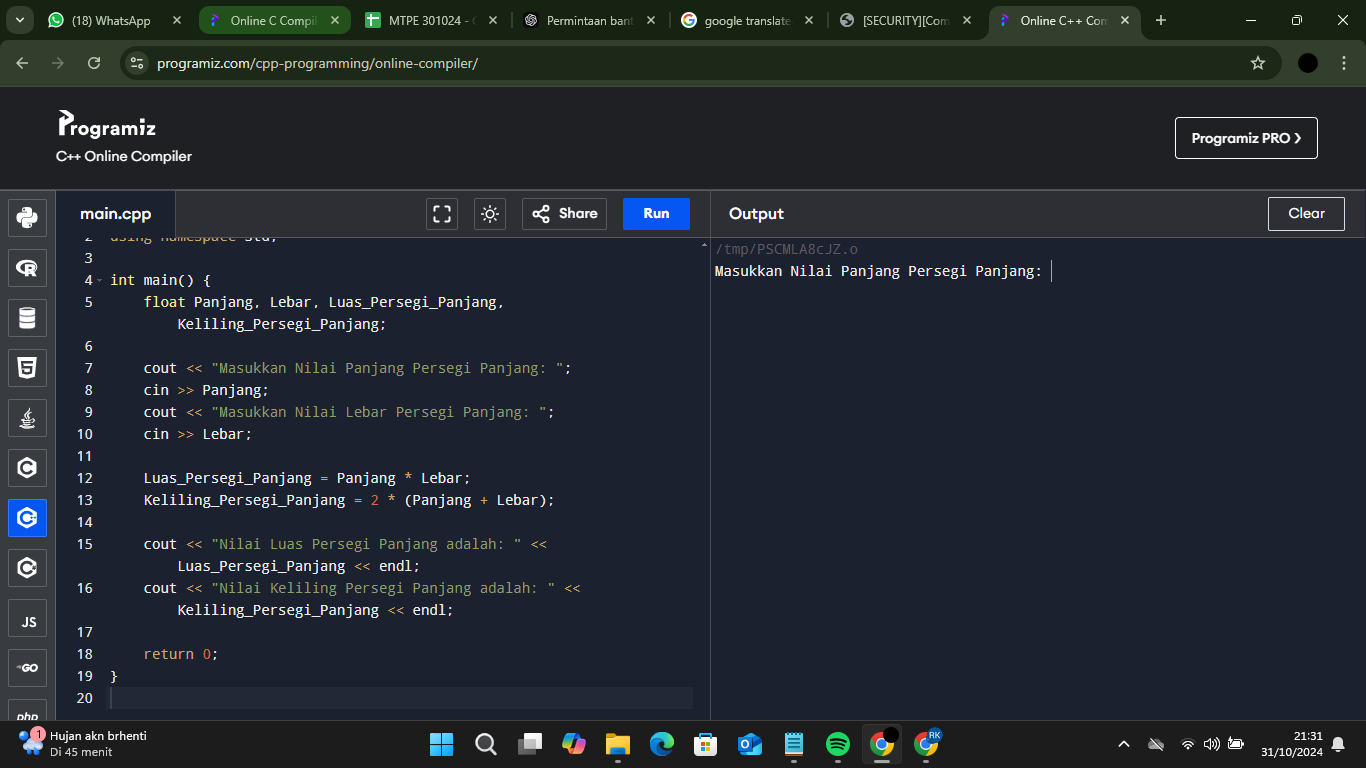 (18) WhatsApp
Online C Compil
MTPE 301024 - 
Permintaan bant
google translate
[SECURITY][Com
Online C++ Com
programiz.com/cpp-programming/online-compiler/
Programiz
C++ Online Compiler
Programiz PRO >
main.cpp
Share
Run
Output
Clear
2 using namespace std;
3
4 int main() {
5 float Panjang, Lebar, Luas_Persegi_Panjang,
Keliling_Persegi_Panjang;
6
7 cout << "Masukkan Nilai Panjang Persegi Panjang: ";
8 cin >> Panjang;
9 cout << "Masukkan Nilai Lebar Persegi Panjang: ";
10 cin >> Lebar;
11
12 Luas_Persegi_Panjang = Panjang * Lebar;
13 Keliling_Persegi_Panjang = 2 * (Panjang + Lebar);
14
15 cout << "Nilai Luas Persegi Panjang adalah: " <<
Luas_Persegi_Panjang << endl;
16 cout << "Nilai Keliling Persegi Panjang adalah: " <<
Keliling_Persegi_Panjang << endl;
17
18 return 0;
19 }
20
/tmp/PSCMLA8cJZ.o
Masukkan Nilai Panjang Persegi Panjang:
R
5
C
C
C
JS
GO
php
1
Hujan akn brhenti
Di 45 menit
RK
21:31
31/10/2024